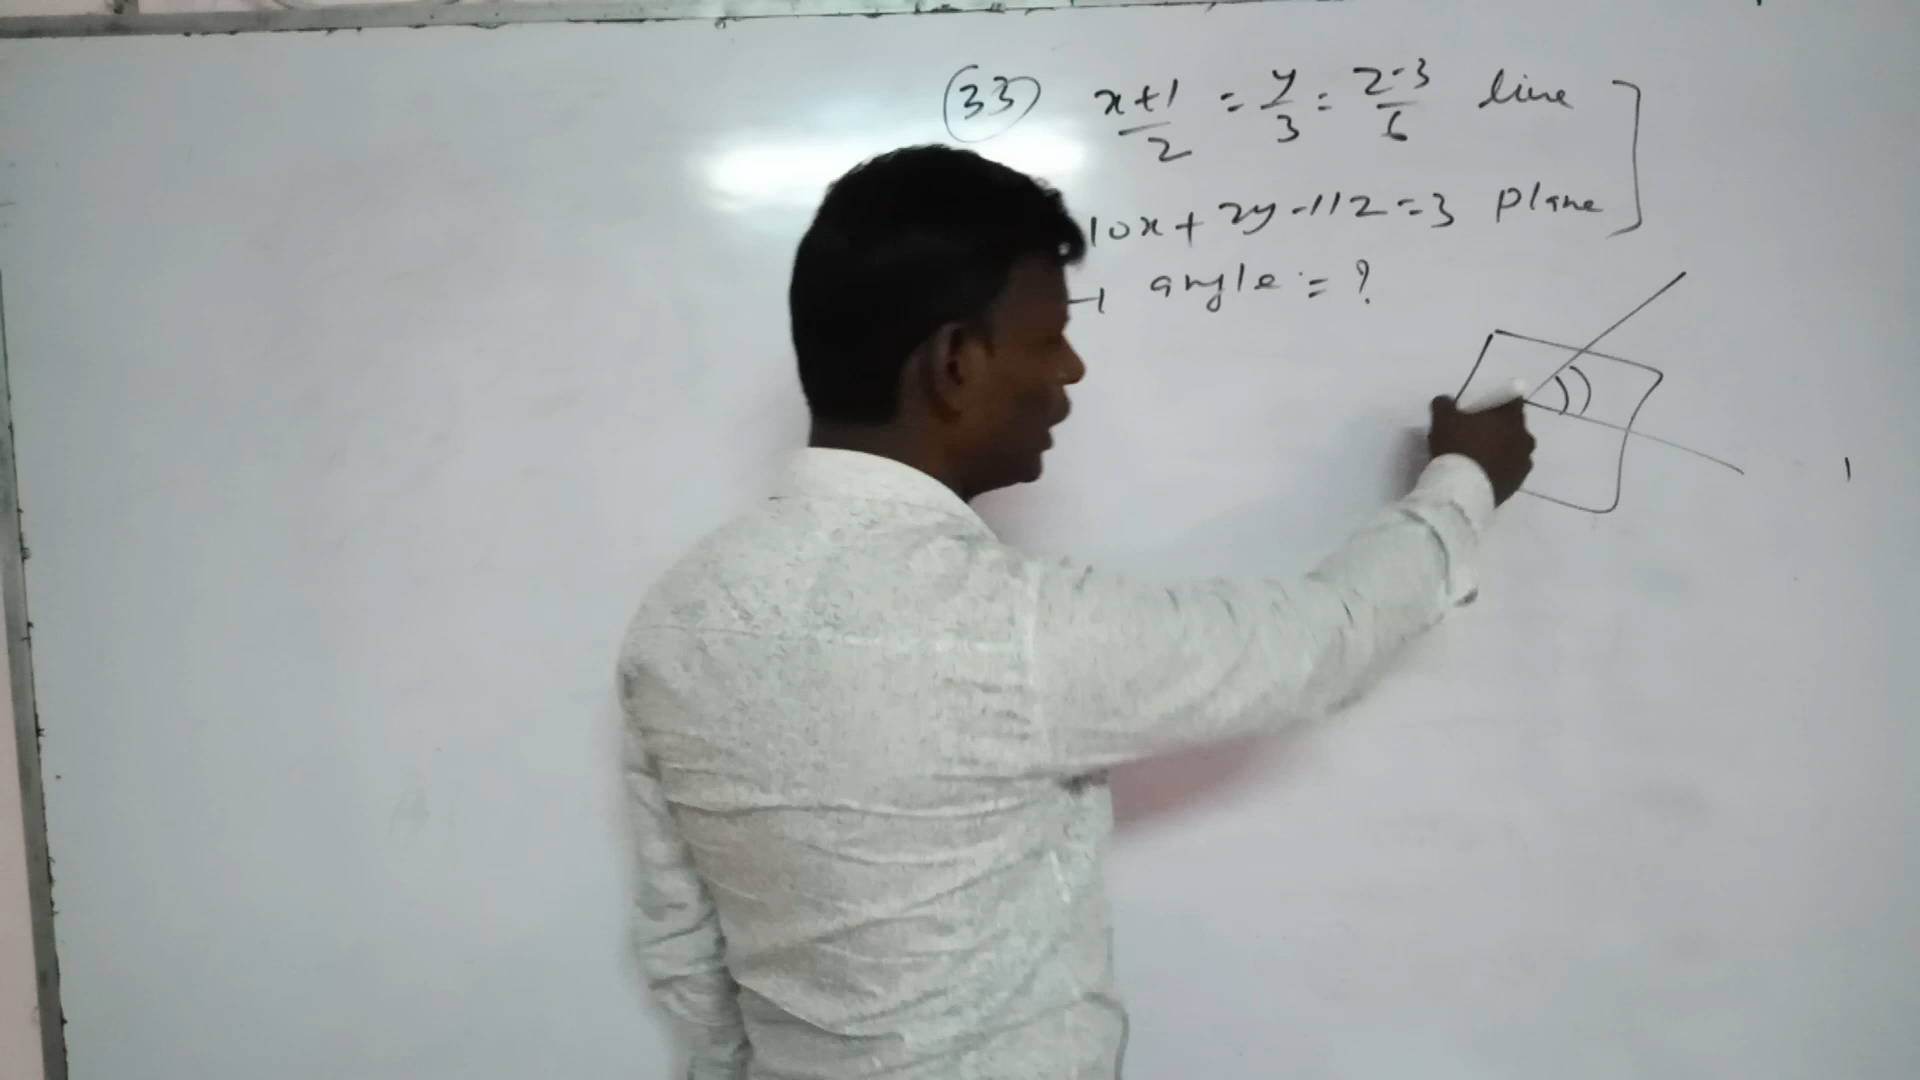 (33) x+1/2 = y/3 = z-3/6 line
10x + 2y - 11z = 3 plane
angle = ?